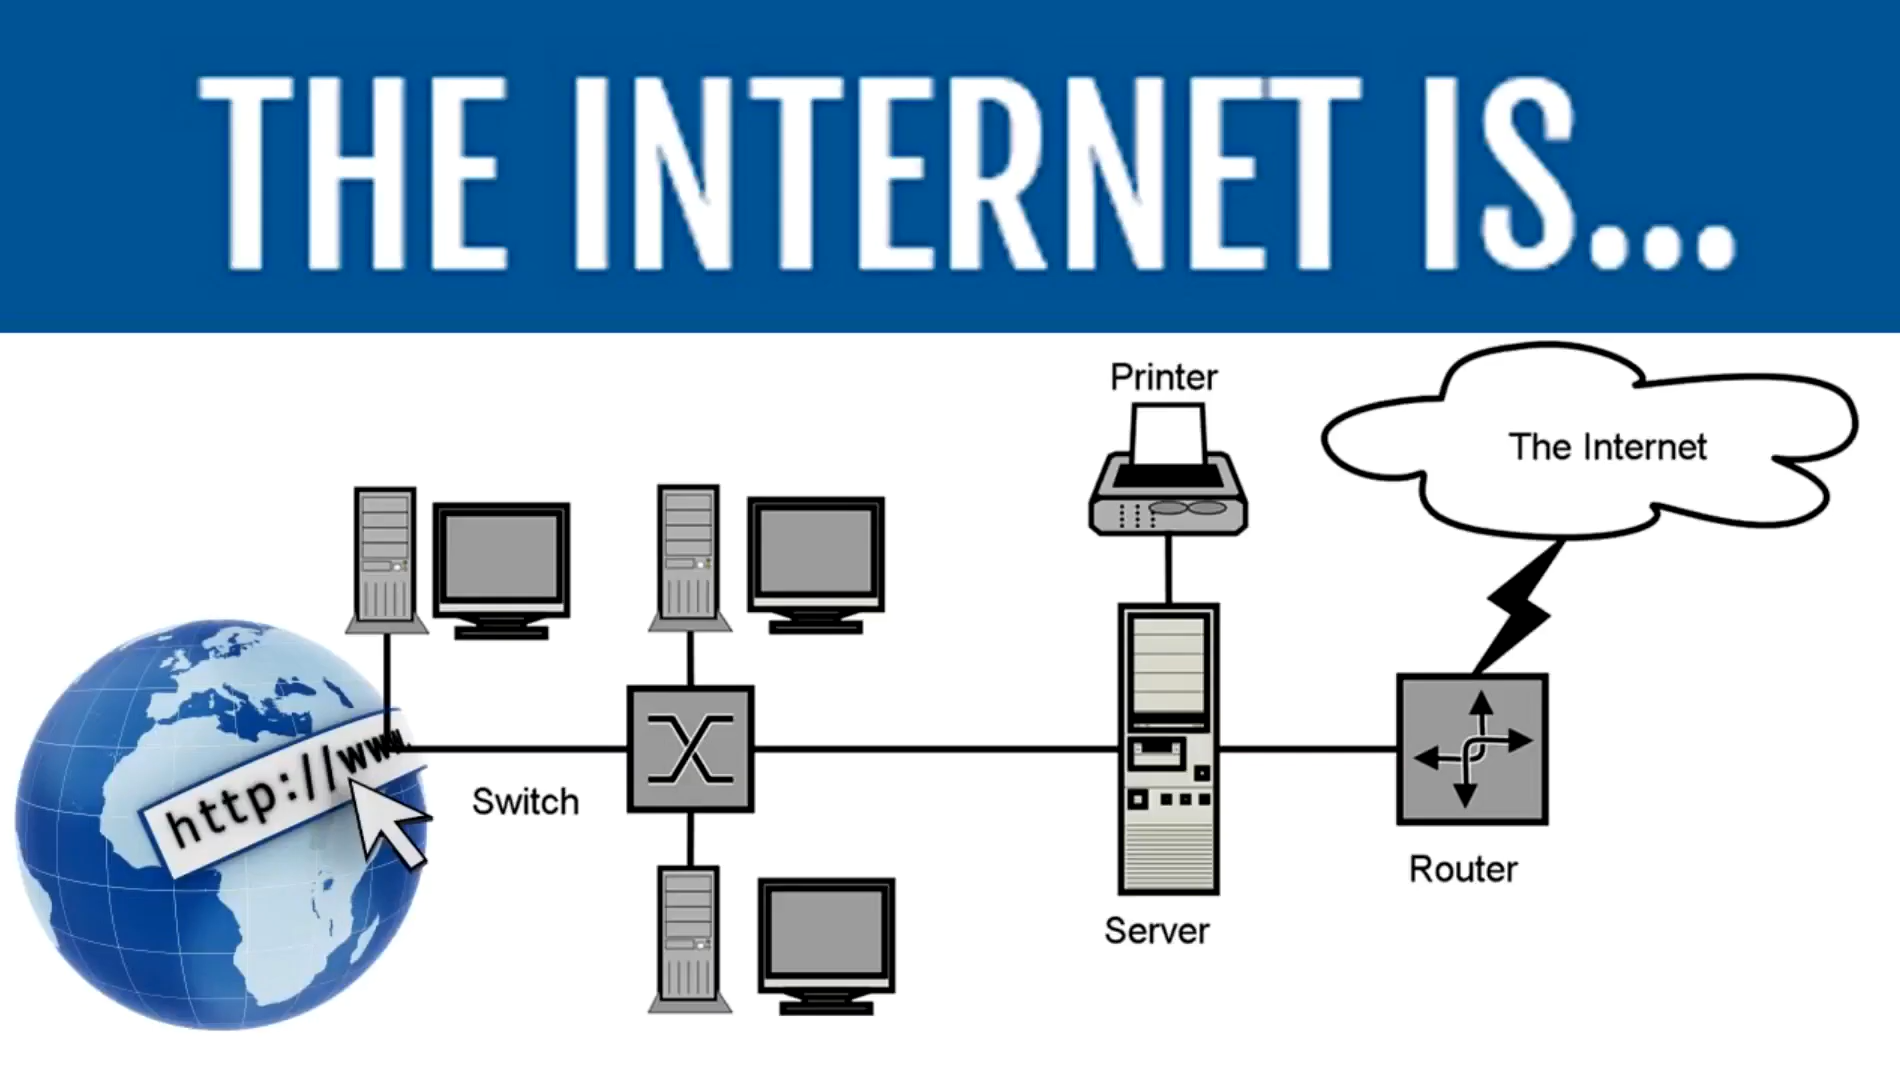 THE INTERNET IS...
Printer
The Internet
http://www.
Switch
Router
Server